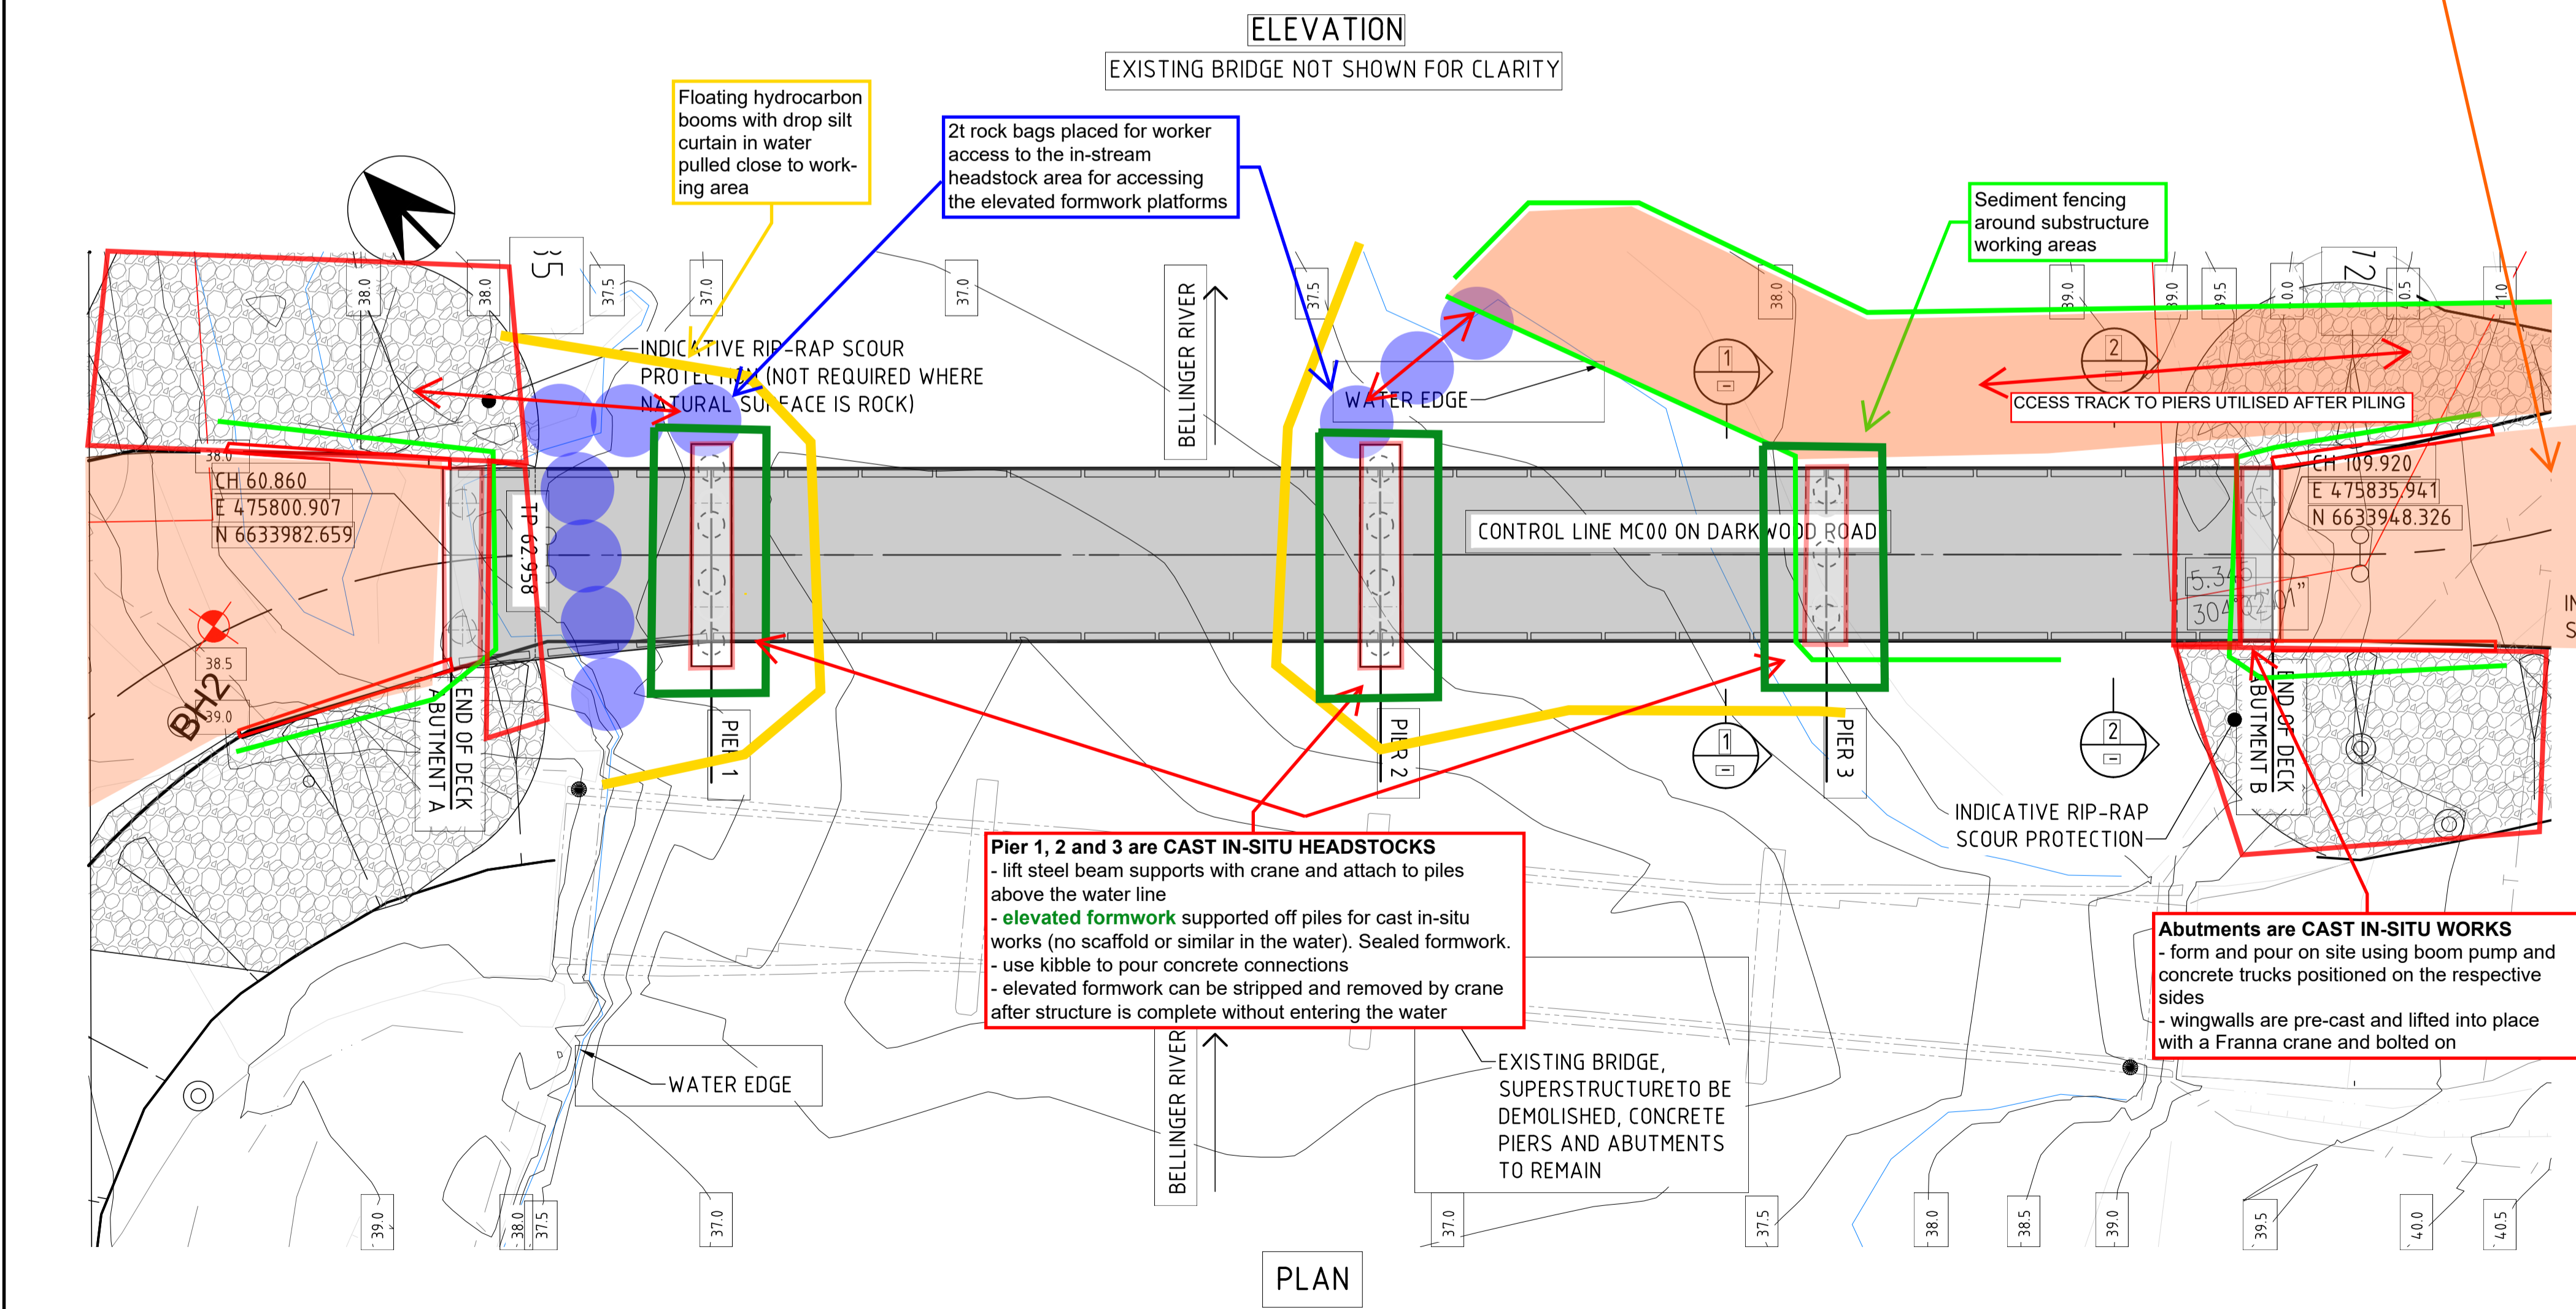 ELEVATION
EXISTING BRIDGE NOT SHOWN FOR CLARITY
Floating hydrocarbon
booms with drop silt
curtain in water
pulled close to work-
ing area
2t rock bags placed for worker
access to the in-stream
headstock area for accessing
the elevated formwork platforms
Sediment fencing
around substructure
working areas
38.0
38.0
35
37.5
37.0
37.0
BELLINGER RIVER
37.5
38.0
39.0
39.0
39.5
40.5
41.0
INDICATIVE RIP-RAP SCOUR
PROTECTION (NOT REQUIRED WHERE
NATURAL SURFACE IS ROCK)
WATER EDGE
1
2
CCESS TRACK TO PIERS UTILISED AFTER PILING
38.0
CH 60.860
E 475800.907
N 6633982.659
TP 62.958
CONTROL LINE MC00 ON DARKWOOD ROAD
CH 109.920
E 475835.941
N 6633948.326
38.5
39.0
BH2
END OF DECK
ABUTMENT A
PIER 1
PIER 2
1
PIER 3
2
END OF DECK
ABUTMENT B
INDICATIVE RIP-RAP
SCOUR PROTECTION
Pier 1, 2 and 3 are CAST IN-SITU HEADSTOCKS
- lift steel beam supports with crane and attach to piles
above the water line
- elevated formwork supported off piles for cast in-situ
works (no scaffold or similar in the water). Sealed formwork.
- use kibble to pour concrete connections
- elevated formwork can be stripped and removed by crane
after structure is complete without entering the water
Abutments are CAST IN-SITU WORKS
- form and pour on site using boom pump and
concrete trucks positioned on the respective
sides
- wingwalls are pre-cast and lifted into place
with a Franna crane and bolted on
WATER EDGE
BELLINGER RIVER
EXISTING BRIDGE,
SUPERSTRUCTURETO BE
DEMOLISHED, CONCRETE
PIERS AND ABUTMENTS
TO REMAIN
39.0
38.0
37.5
37.0
37.0
37.5
38.0
38.5
39.0
39.5
40.0
40.5
PLAN